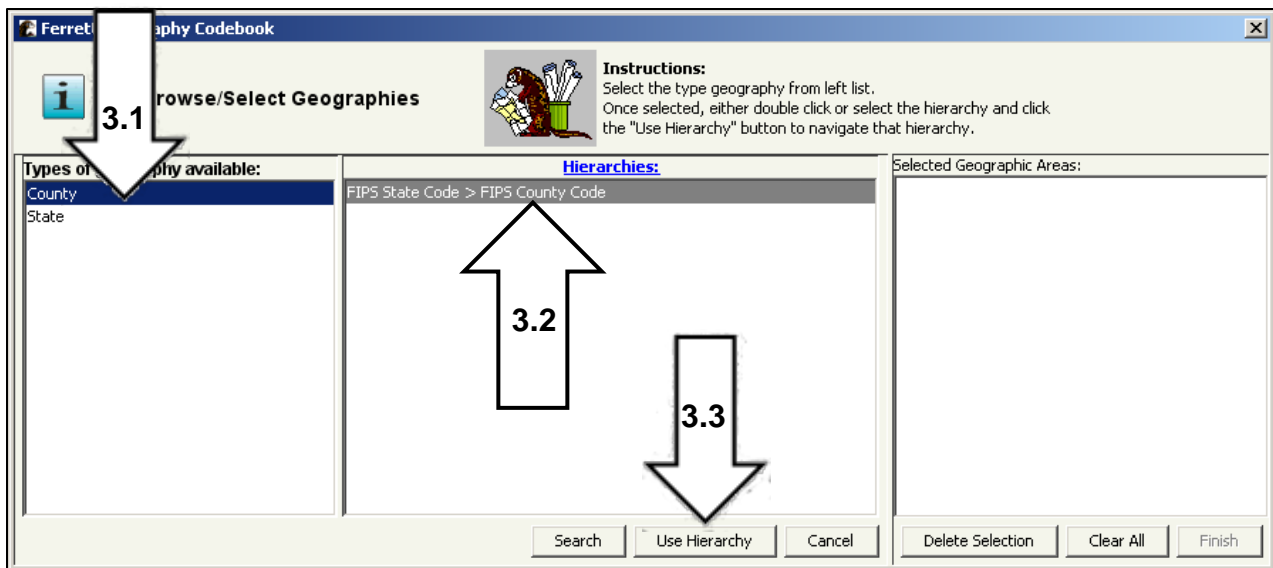 Ferret aphy Codebook
rowse/Select Geographies
Instructions:
Select the type geography from left list.
Once selected, either double click or select the hierarchy and click
the "Use Hierarchy" button to navigate that hierarchy.
3.1
Types of phy available:
County
State
Hierarchies:
FIPS State Code > FIPS County Code
3.2
3.3
Selected Geographic Areas:
Search
Use Hierarchy
Cancel
Delete Selection
Clear All
Finish